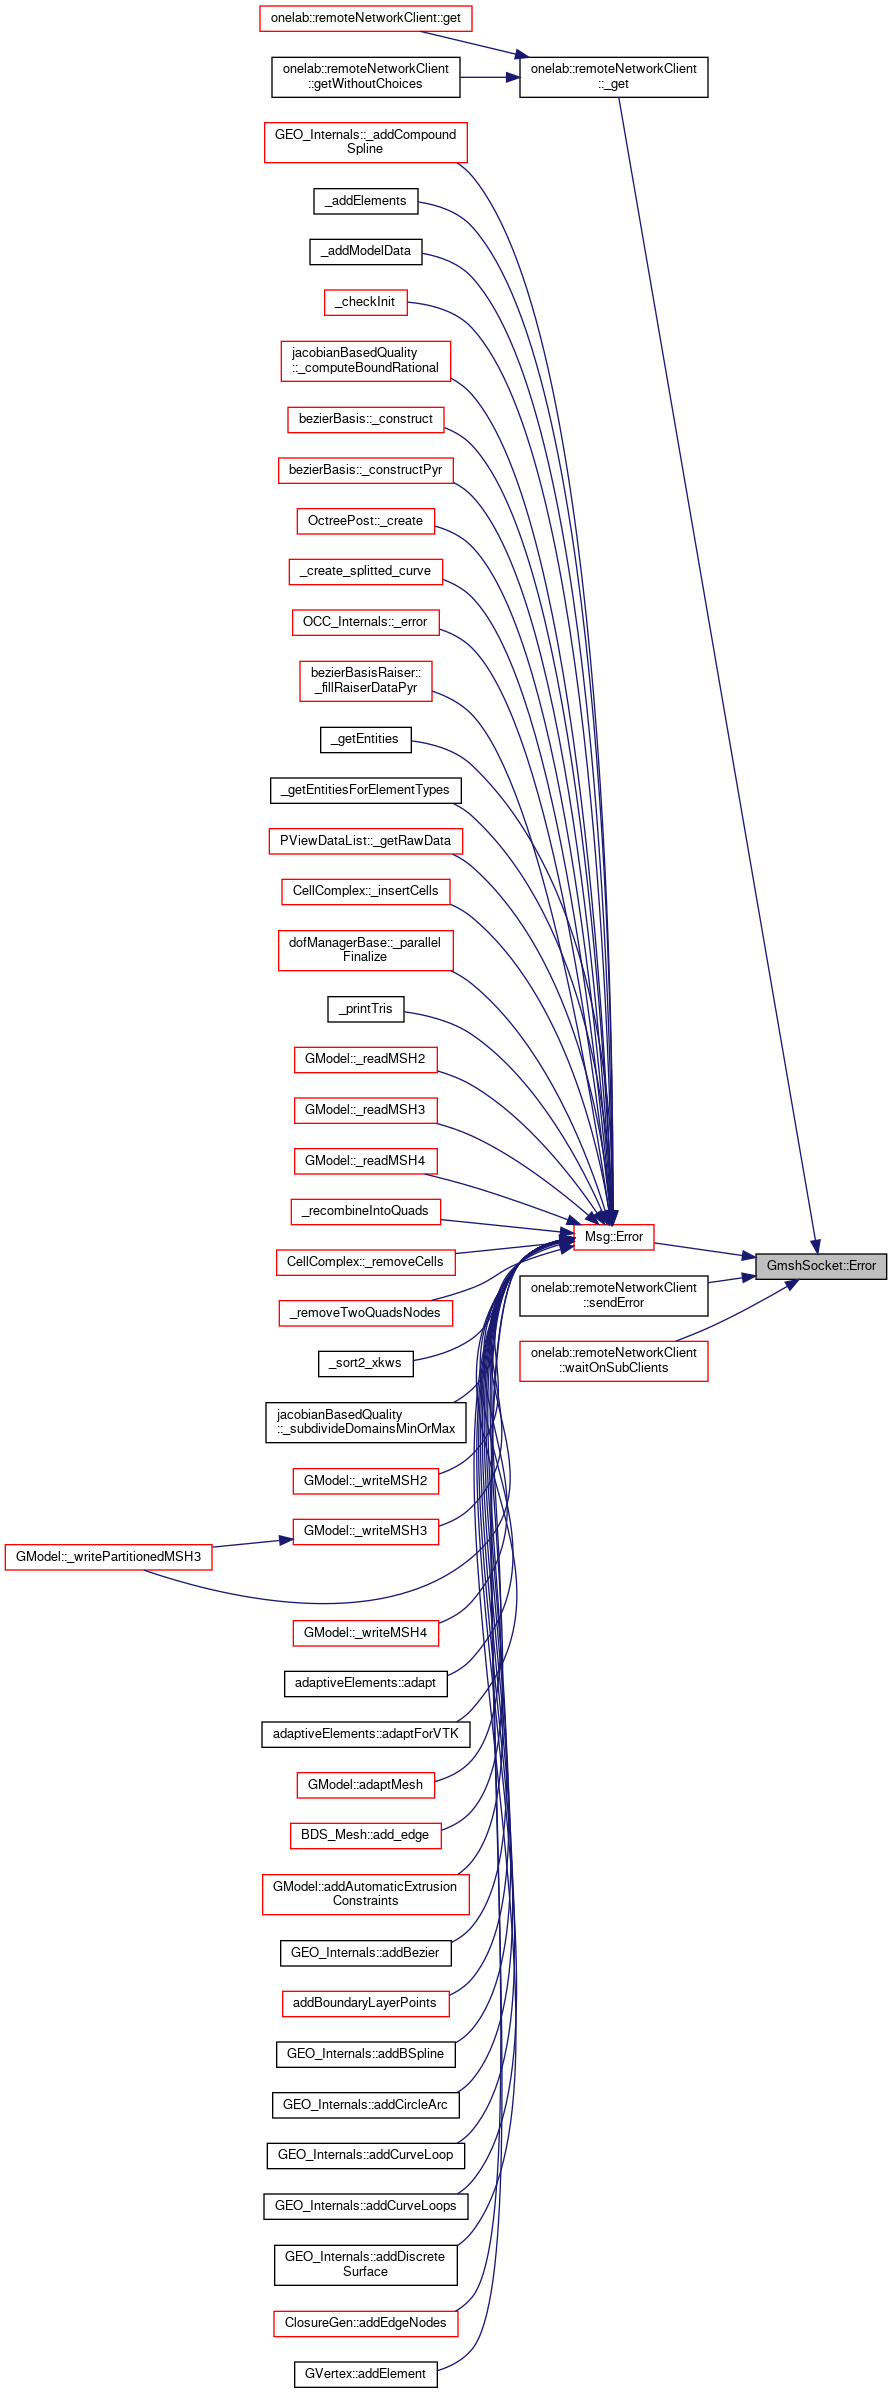 onelab::remoteNetworkClient::get
onelab::remoteNetworkClient
::getWithoutChoices
onelab::remoteNetworkClient
::_get
GEO_Internals::_addCompound
Spline
_addElements
_addModelData
_checkInit
jacobianBasedQuality
::_computeBoundRational
bezierBasis::_construct
bezierBasis::_constructPyr
OctreePost::_create
_create_splitted_curve
OCC_Internals::_error
bezierBasisRaiser::
_fillRaiserDataPyr
_getEntities
_getEntitiesForElementTypes
PViewDataList::_getRawData
CellComplex::_insertCells
dofManagerBase::_parallel
Finalize
_printTris
GModel::_readMSH2
GModel::_readMSH3
GModel::_readMSH4
_recombineIntoQuads
Msg::Error
CellComplex::_removeCells
GmshSocket::Error
onelab::remoteNetworkClient
::sendError
_removeTwoQuadsNodes
onelab::remoteNetworkClient
::waitOnSubClients
_sort2_xkws
jacobianBasedQuality
::_subdivideDomainsMinOrMax
GModel::_writeMSH2
GModel::_writeMSH3
GModel::_writePartitionedMSH3
GModel::_writeMSH4
adaptiveElements::adapt
adaptiveElements::adaptForVTK
GModel::adaptMesh
BDS_Mesh::add_edge
GModel::addAutomaticExtrusion
Constraints
GEO_Internals::addBezier
addBoundaryLayerPoints
GEO_Internals::addBSpline
GEO_Internals::addCircleArc
GEO_Internals::addCurveLoop
GEO_Internals::addCurveLoops
GEO_Internals::addDiscrete
Surface
ClosureGen::addEdgeNodes
GVertex::addElement